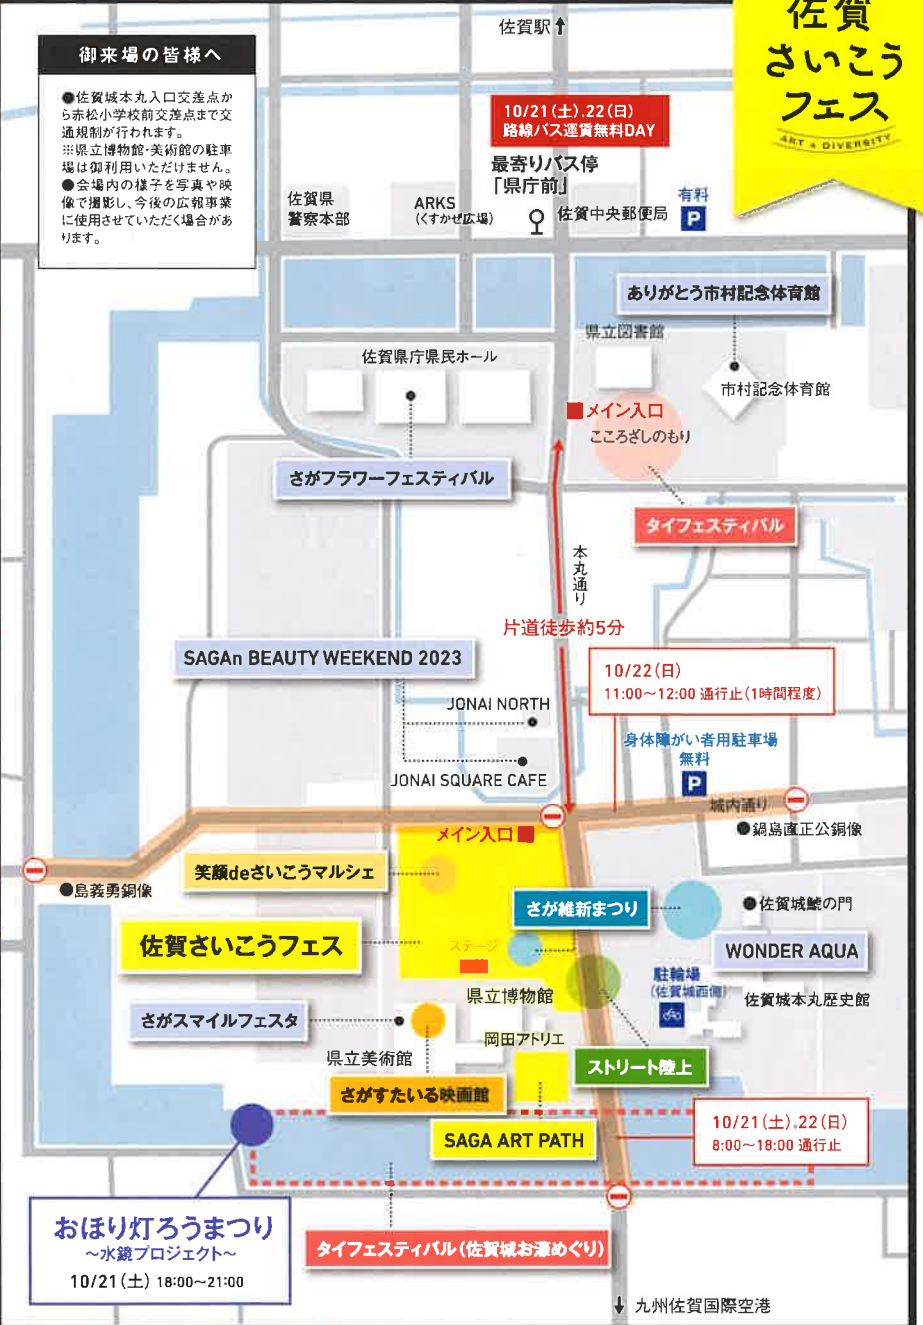 佐賀駅
佐賀
さいこう
フェス
ART & DIVERSITY
御来場の皆様へ
●佐賀城本丸入口交差点か
ら赤松小学校前交差点まで交
通規制が行われます。
※県立博物館・美術館の駐車
場は御利用いただけません。
●会場内の様子を写真や映
像で撮影し、今後の広報事業
に使用させていただく場合があ
ります。
10/21(土).22(日)
路線バス運賃無料DAY
最寄りバス停
「県庁前」
佐賀県
警察本部
ARKS
(くすかぜ広場)
佐賀中央郵便局
有料
P
ありがとう市村記念体育館
県立図書館
佐賀県庁県民ホール
市村記念体育館
メイン入口
こころざしのもり
さがフラワーフェスティバル
タイフェスティバル
本丸通り
片道徒歩約5分
SAGAn BEAUTY WEEKEND 2023
10/22(日)
11:00〜12:00 通行止(1時間程度)
JONAI NORTH
身体障がい者用駐車場
無料
P
JONAI SQUARE CAFE
城内通り
メイン入口
●鍋島直正公銅像
笑顔deさいこうマルシェ
●島義勇銅像
さが維新まつり
●佐賀城鯱の門
佐賀さいこうフェス
ステージ
WONDER AQUA
駐輪場
(佐賀城西側)
県立博物館
佐賀城本丸歴史館
さがスマイルフェスタ
岡田アトリエ
県立美術館
ストリート陸上
さがすたいる映画館
SAGA ART PATH
10/21(土).22(日)
8:00〜18:00 通行止
おほり灯ろうまつり
〜水鏡プロジェクト〜
10/21(土) 18:00〜21:00
タイフェスティバル(佐賀城お濠めぐり)
九州佐賀国際空港